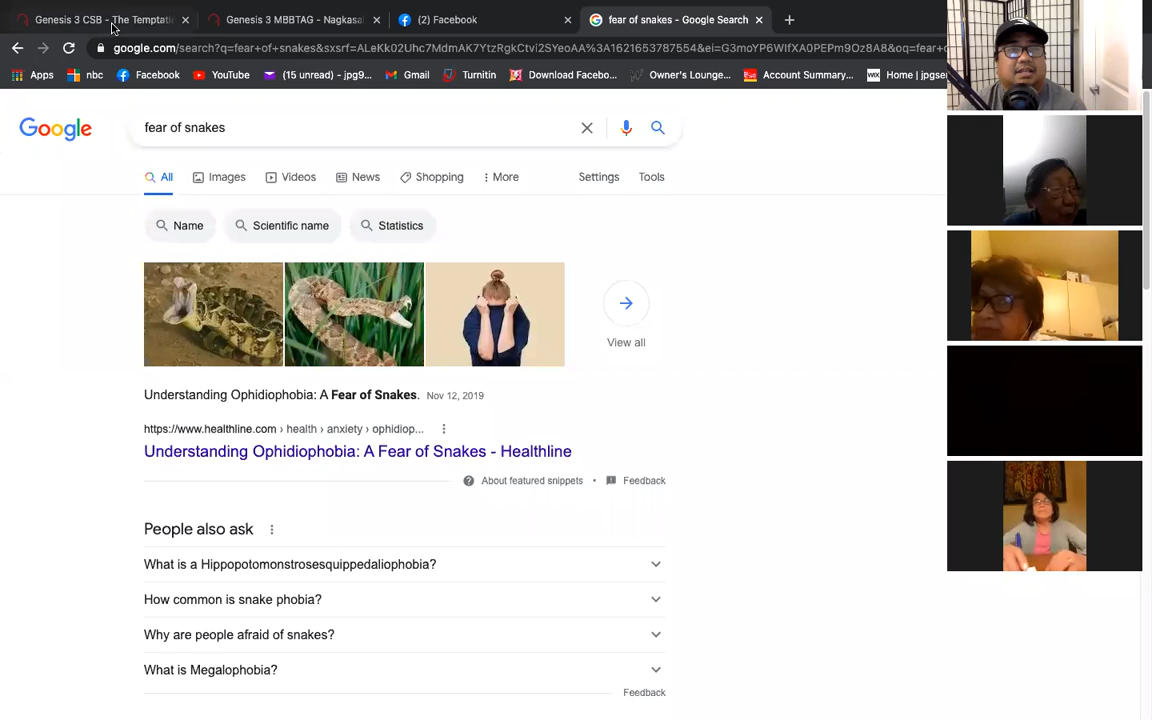 Genesis 3 CSB - The Temptati
Genesis 3 MBBTAG - Nagkasal
(2) Facebook
fear of snakes - Google Search
google.com/search?q=fear+of+snakes&sxsrf=ALeKk02Uhc7MdmAK7YtzRgkCtvi2SYeoAA%3A1621653787554&ei=G3moYP6WIfXA0PEPm9Oz8A8&oq=fear+
Apps
nbc
Facebook
YouTube
(15 unread) - jpg9...
Gmail
Turnitin
Download Facebo...
Owner's Lounge...
Account Summary...
WIX
Home | jpgser
Google
fear of snakes
All
Images
Videos
News
Shopping
More
Settings
Tools
Name
Scientific name
Statistics
View all
Understanding Ophidiophobia: A Fear of Snakes. Nov 12, 2019
https://www.healthline.com › health › anxiety › ophidiop...
Understanding Ophidiophobia: A Fear of Snakes - Healthline
About featured snippets • Feedback
People also ask
What is a Hippopotomonstrosesquippedaliophobia?
How common is snake phobia?
Why are people afraid of snakes?
What is Megalophobia?
Feedback